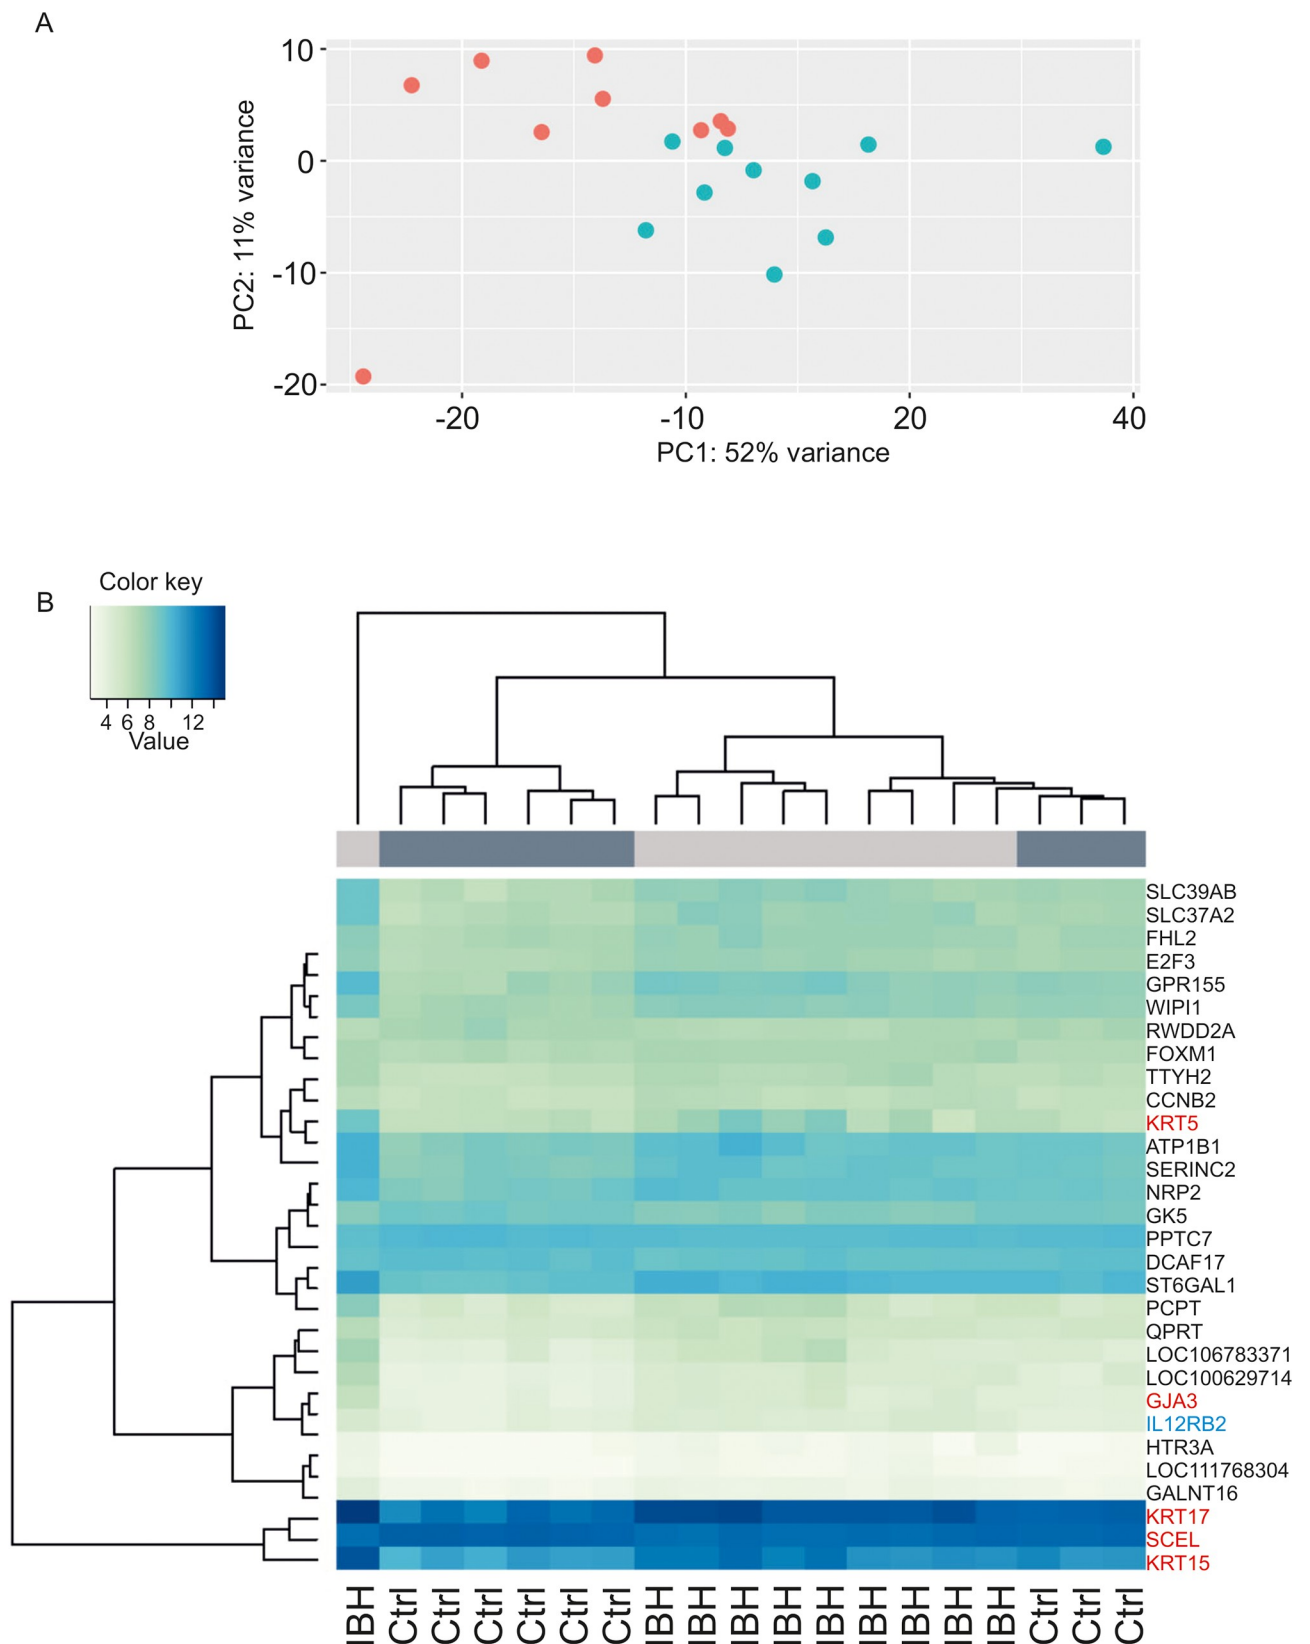 A
10
0
-10
-20
PC2: 11% variance
-20
-10
20
40
PC1: 52% variance
B
Color key
4 6 8 12
Value
SLC39AB
SLC37A2
FHL2
E2F3
GPR155
WIPI1
RWDD2A
FOXM1
TTYH2
CCNB2
KRT5
ATP1B1
SERINC2
NRP2
GK5
PPTC7
DCAF17
ST6GAL1
PCPT
QPRT
LOC106783371
LOC100629714
GJA3
IL12RB2
HTR3A
LOC111768304
GALNT16
KRT17
SCEL
KRT15
IBH Ctrl Ctrl Ctrl Ctrl Ctrl Ctrl IBH IBH IBH IBH IBH IBH IBH IBH IBH Ctrl Ctrl Ctrl